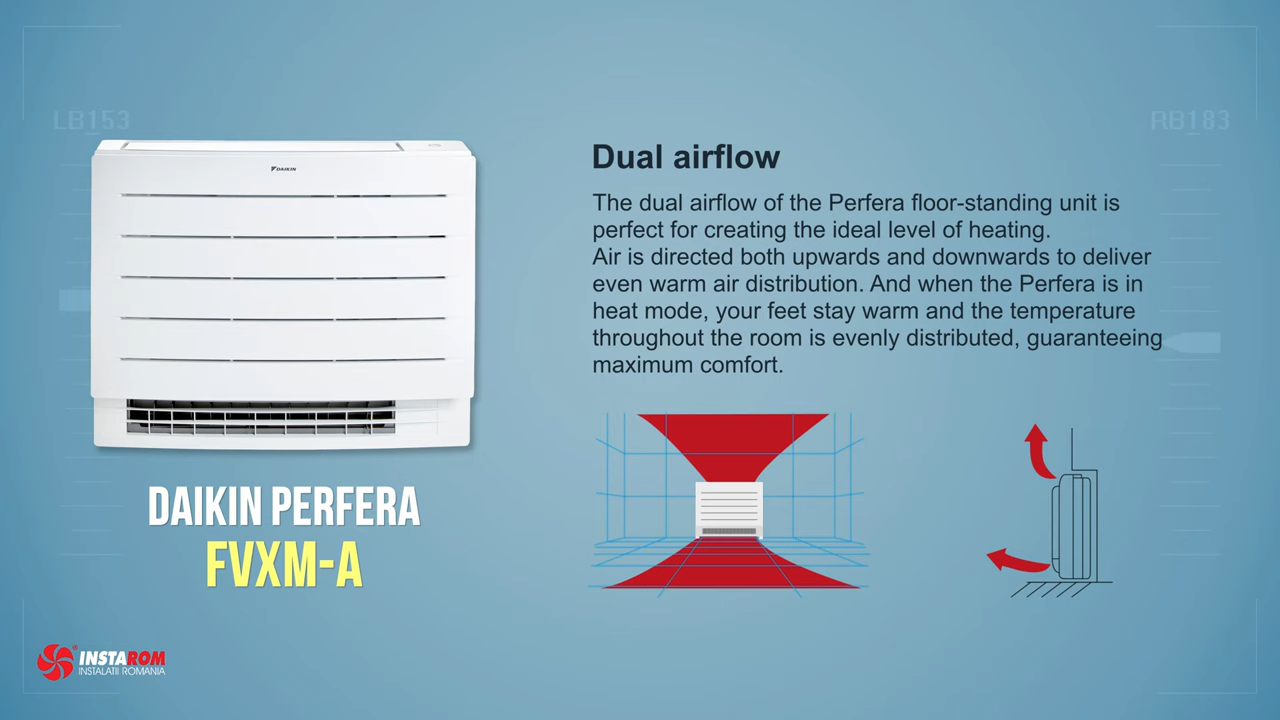 LB153
RB183
DAIKIN
Dual airflow
The dual airflow of the Perfera floor-standing unit is
perfect for creating the ideal level of heating.
Air is directed both upwards and downwards to deliver
even warm air distribution. And when the Perfera is in
heat mode, your feet stay warm and the temperature
throughout the room is evenly distributed, guaranteeing
maximum comfort.
DAIKIN PERFERA
FVXM-A
INSTAROM
INSTALATII ROMANIA